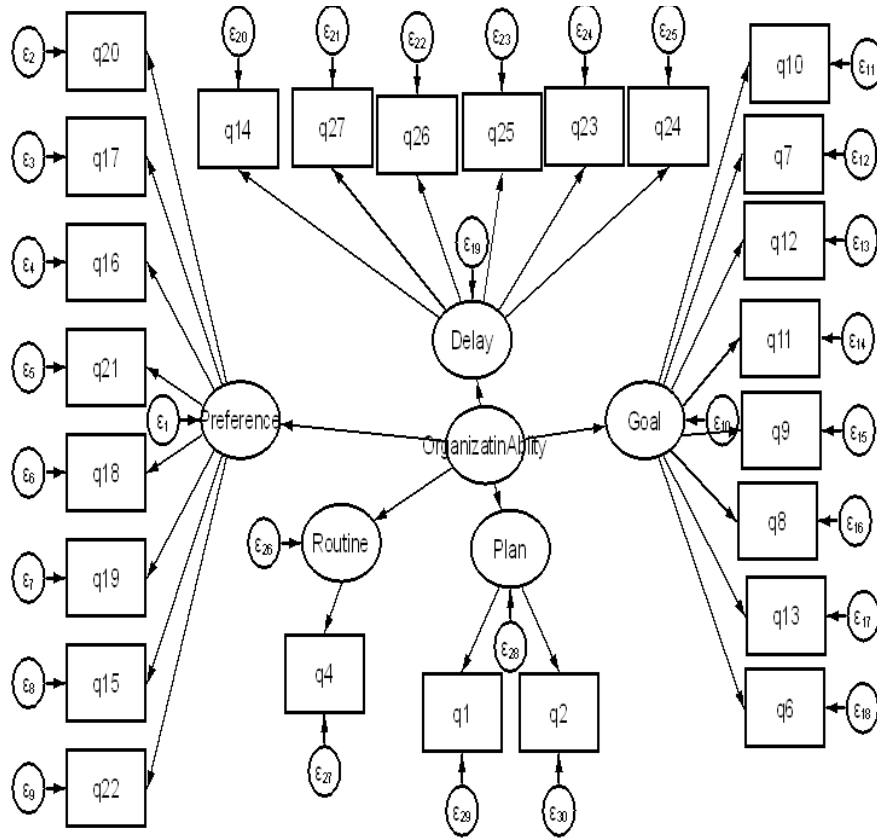 ε20
ε21
ε22
ε23
ε24
ε25
ε2
q20
q10
ε11
q14
q27
q26
q25
q23
q24
ε3
q17
q7
ε12
ε4
q16
ε19
q12
ε13
Delay
q11
ε14
ε5
q21
ε1
Preference
OrganizatinAbility
Goal
ε10
q9
ε15
ε6
q18
ε26
Routine
Plan
q8
ε16
ε7
q19
q13
ε17
ε28
ε8
q15
q4
q1
q2
q6
ε18
ε27
ε9
q22
ε29
ε30